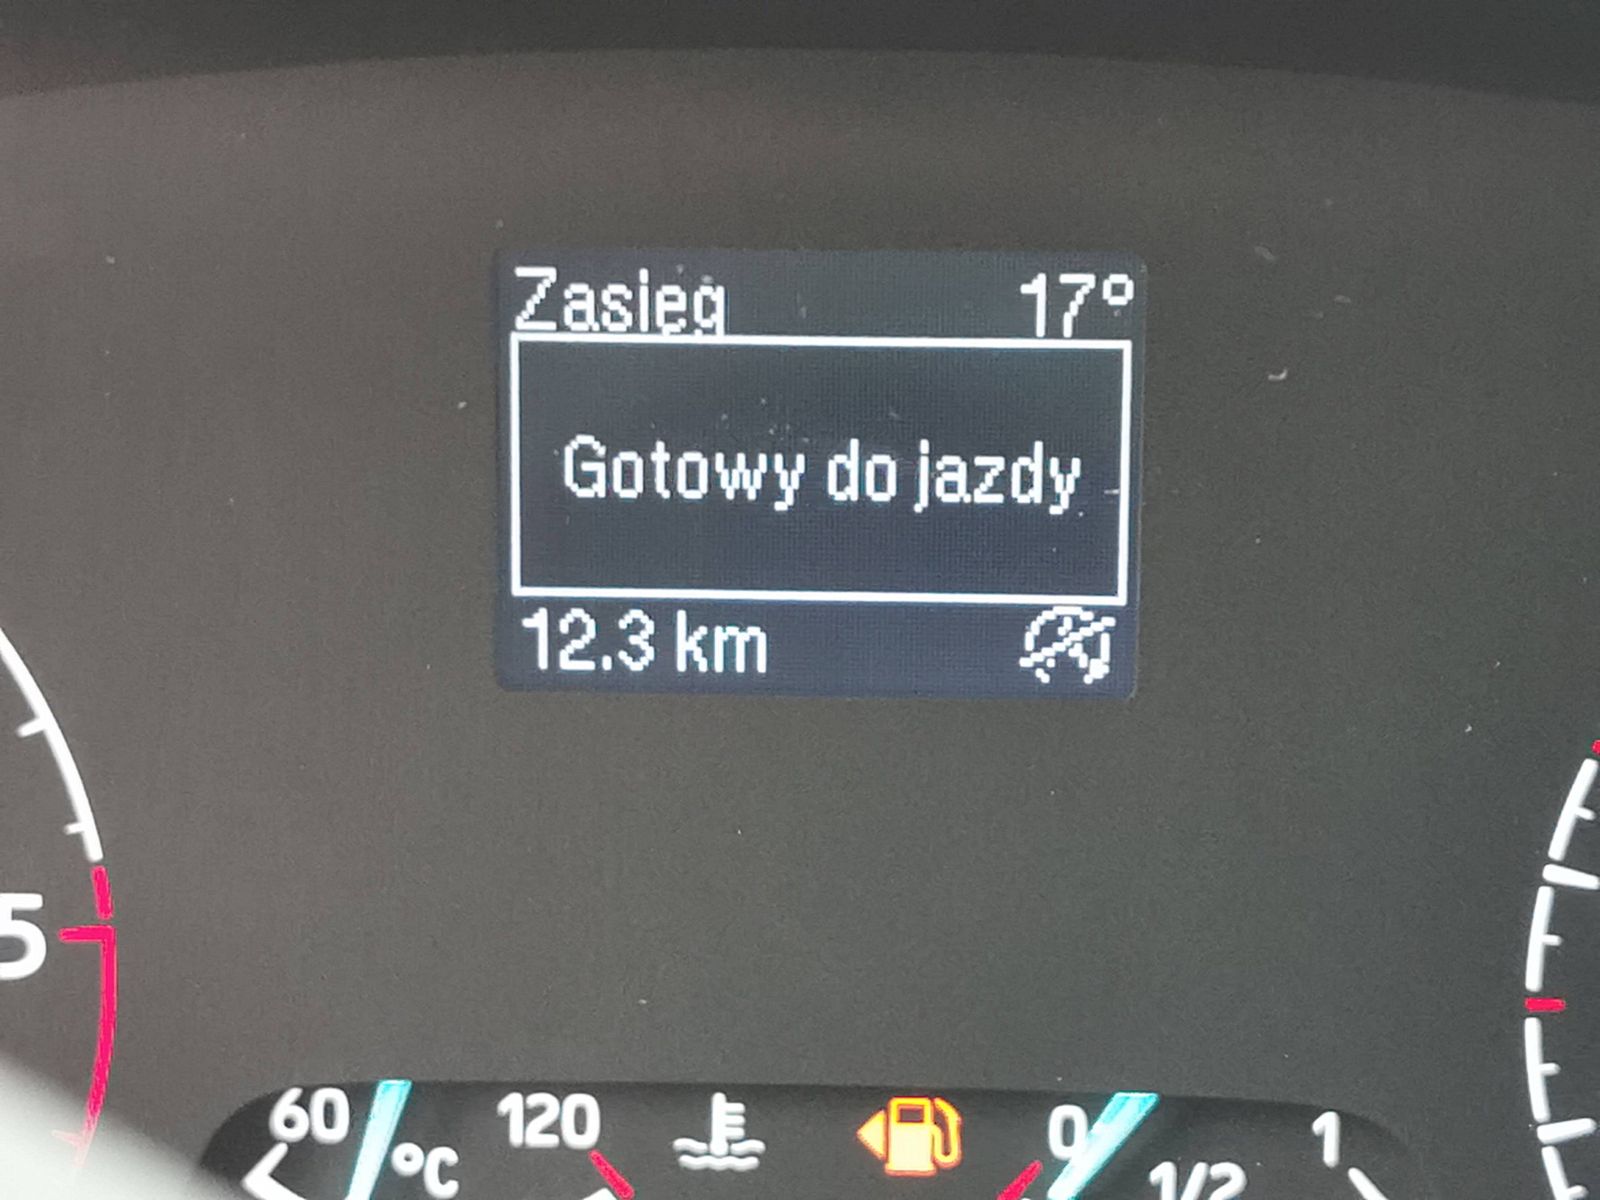 Zasięg 17°
Gotowy do jazdy
12.3 km
5
60 °C 120
0 1/2 1